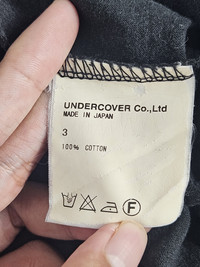 UNDERCOVER Co.,Ltd
MADE IN JAPAN
3
100% COTTON
F